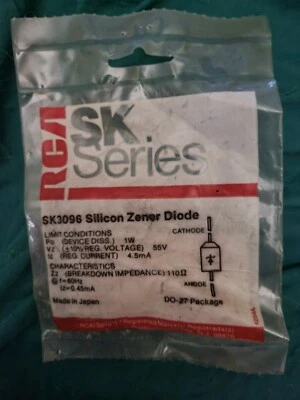 RCA
SK
Series
SK3096 Silicon Zener Diode
LIMIT CONDITIONS
PD (DEVICE DISS.) 1W
VZ (±10% REG. VOLTAGE) 55V
IZ (REG. CURRENT) 4.5mA
CHARACTERISTICS
ZZ (BREAKDOWN IMPEDANCE) 110Ω
@ f=60Hz
IZ=0.45mA
Made in Japan
CATHODE
ANODE
DO-27 Package